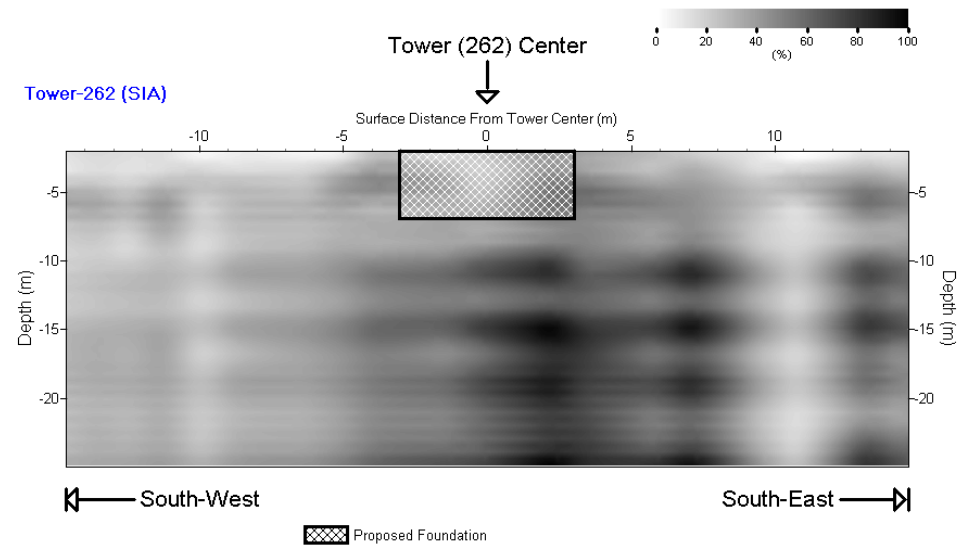 0 20 40 60 80 100
(%)
Tower (262) Center
Tower-262 (SIA)
Surface Distance From Tower Center (m)
-10 -5 0 5 10
-5 -5
-10 -10
-15 -15
-20 -20
Depth (m)
Depth (m)
South-West
South-East
Proposed Foundation